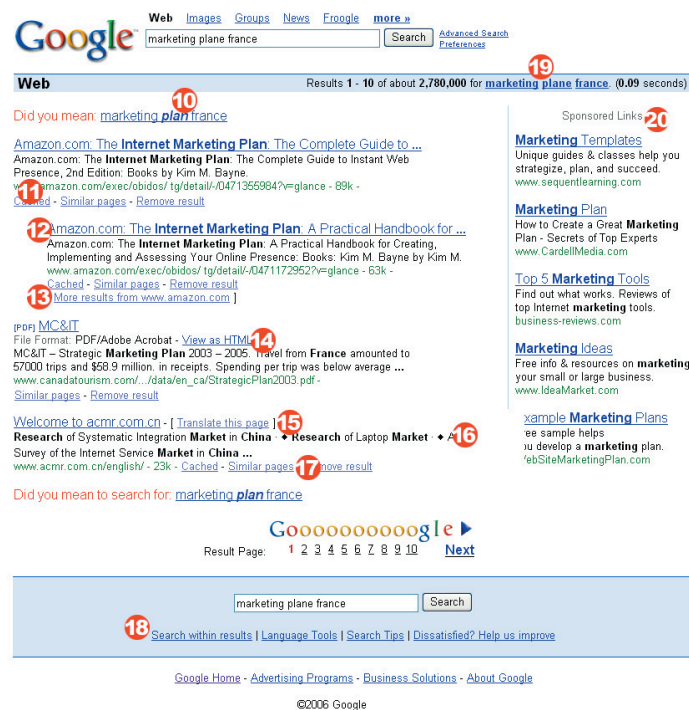 Google
Web Images Groups News Froogle more »
marketing plane france Search Advanced Search
Preferences
19
Web Results 1 - 10 of about 2,780,000 for marketing plane france. (0.09 seconds)
10
Did you mean: marketing plan france
Amazon.com: The Internet Marketing Plan: The Complete Guide to ...
Amazon.com: The Internet Marketing Plan: The Complete Guide to Instant Web
Presence, 2nd Edition: Books by Kim M. Bayne.
amazon.com/exec/obidos/ tg/detail/-/0471355984?v=glance - 89k -
11
Cached - Similar pages - Remove result
12
Amazon.com: The Internet Marketing Plan: A Practical Handbook for ...
Amazon.com: The Internet Marketing Plan: A Practical Handbook for Creating,
Implementing and Assessing Your Online Presence: Books: Kim M. Bayne by Kim M.
www.amazon.com/exec/obidos/ tg/detail/-/0471172952?v=glance - 63k -
Cached - Similar pages - Remove result
13
More results from www.amazon.com ]
[PDF] MC&IT
File Format: PDF/Adobe Acrobat - View as HTML
14
MC&IT – Strategic Marketing Plan 2003 – 2005. Travel from France amounted to
57000 trips and $58.9 million. in receipts. Spending per trip was below average ...
www.canadatourism.com/.../data/en_ca/StrategicPlan2003.pdf -
Similar pages - Remove result
Welcome to acmr.com.cn - [ Translate this page ]
15
Research of Systematic Integration Market in China · ◆ Research of Laptop Market · ◆ A
16
Survey of the Internet Service Market in China ...
www.acmr.com.cn/english/ - 23k - Cached - Similar pages
17
move result
Did you mean to search for: marketing plan france
Sponsored Links
20
Marketing Templates
Unique guides & classes help you
strategize, plan, and succeed.
www.sequentlearning.com
Marketing Plan
How to Create a Great Marketing
Plan - Secrets of Top Experts
www.CardellMedia.com
Top 5 Marketing Tools
Find out what works. Reviews of
top Internet marketing tools.
business-reviews.com
Marketing Ideas
Free info & resources on marketing
your small or large business.
www.IdeaMarket.com
xample Marketing Plans
ree sample helps
ou develop a marketing plan.
ebSiteMarketingPlan.com
Goooooooooogle
Result Page: 1 2 3 4 5 6 7 8 9 10 Next
marketing plane france Search
18
Search within results | Language Tools | Search Tips | Dissatisfied? Help us improve
Google Home - Advertising Programs - Business Solutions - About Google
©2006 Google